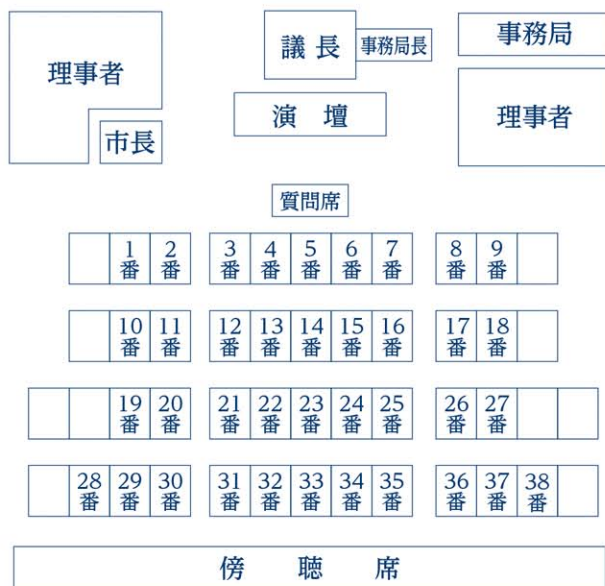 理事者
議長
事務局長
事務局
市長
演壇
理事者
質問席
1番 2番 3番 4番 5番 6番 7番 8番 9番
10番 11番 12番 13番 14番 15番 16番 17番 18番
19番 20番 21番 22番 23番 24番 25番 26番 27番
28番 29番 30番 31番 32番 33番 34番 35番 36番 37番 38番
傍聴席